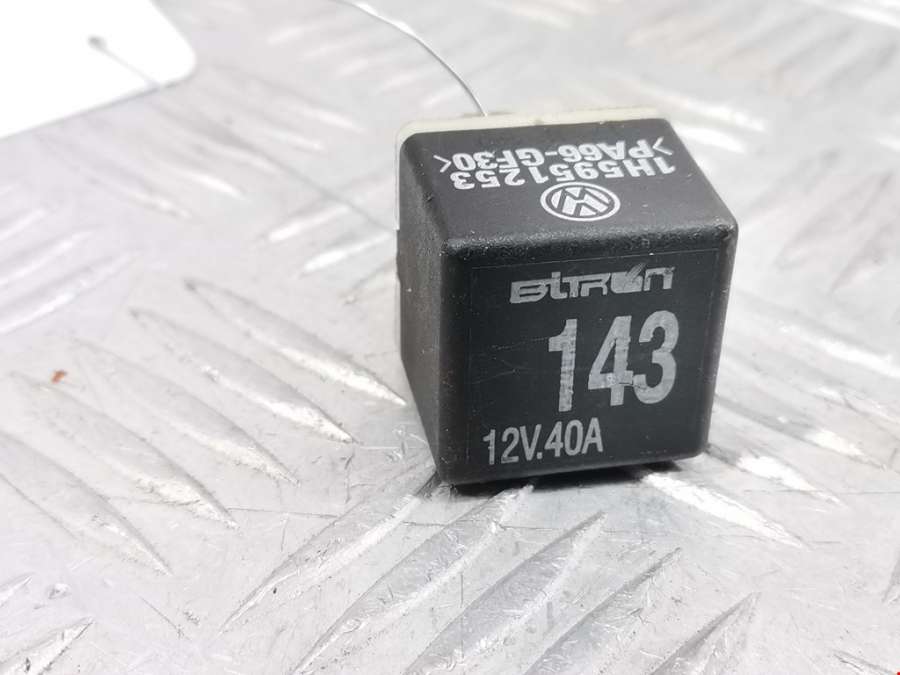 1H5951253
>PA66-GF30<
BiTRON
143
12V.40A